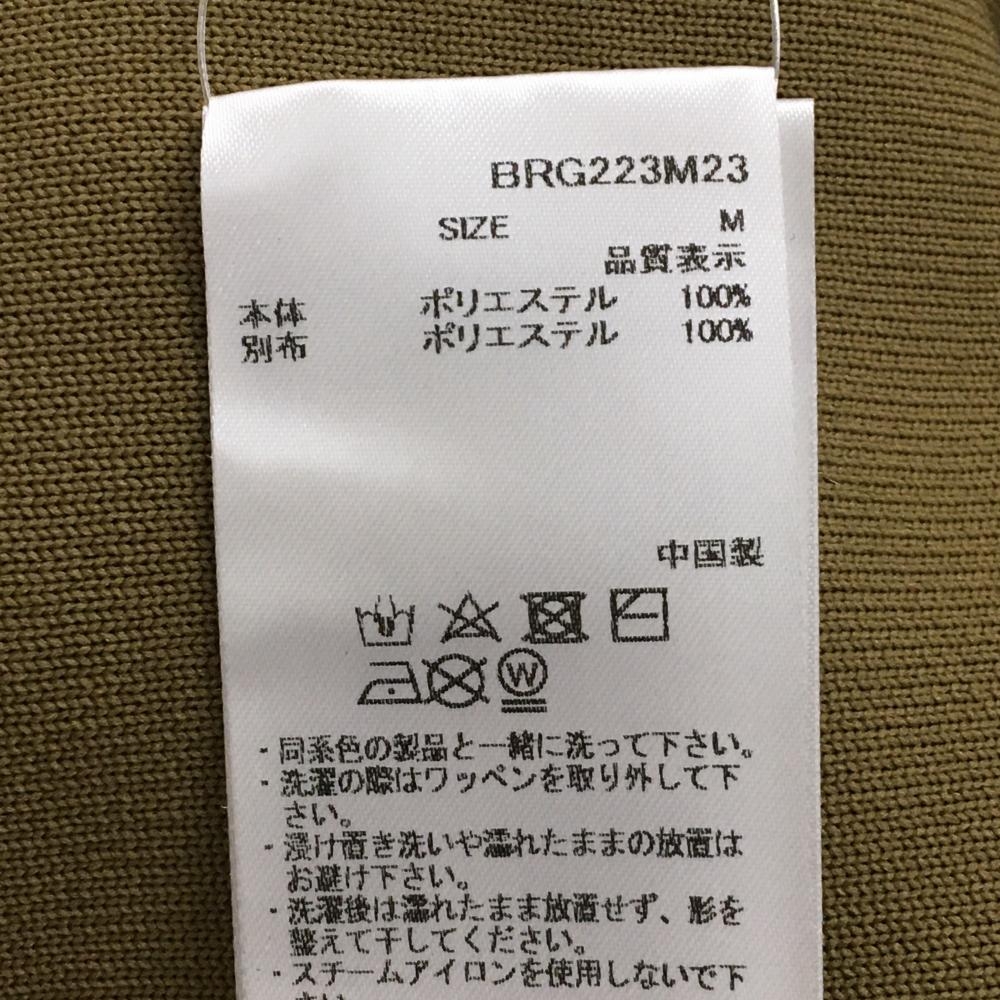 BRG223M23
SIZE M
品質表示
本体 ポリエステル 100%
別布 ポリエステル 100%
中国製
W
・同系色の製品と一緒に洗って下さい。
・洗濯の際はワッペンを取り外して下
さい。
・浸け置き洗いや濡れたままの放置は
お避け下さい。
・洗濯後は濡れたまま放置せず、形を
整えて干してください。
・スチームアイロンを使用しないで下
さい